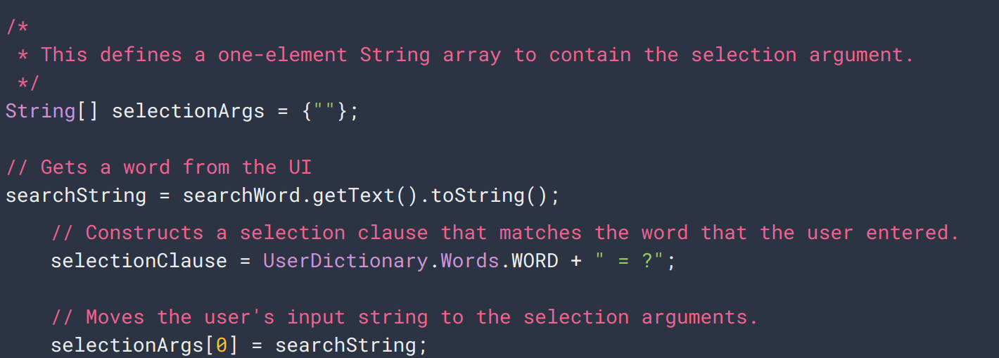 /*
 * This defines a one-element String array to contain the selection argument.
 */
String[] selectionArgs = {""};

// Gets a word from the UI
searchString = searchWord.getText().toString();
    // Constructs a selection clause that matches the word that the user entered.
    selectionClause = UserDictionary.Words.WORD + " = ?";

    // Moves the user's input string to the selection arguments.
    selectionArgs[0] = searchString;